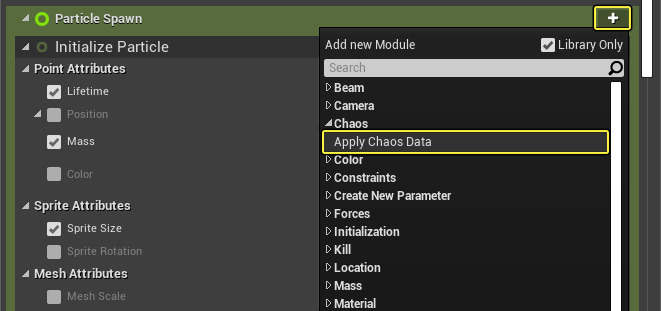 Particle Spawn
Initialize Particle
Point Attributes
Lifetime
Position
Mass
Color
Sprite Attributes
Sprite Size
Sprite Rotation
Mesh Attributes
Mesh Scale
Add new Module
Library Only
Search
Beam
Camera
Chaos
Apply Chaos Data
Color
Constraints
Create New Parameter
Forces
Initialization
Kill
Location
Mass
Material